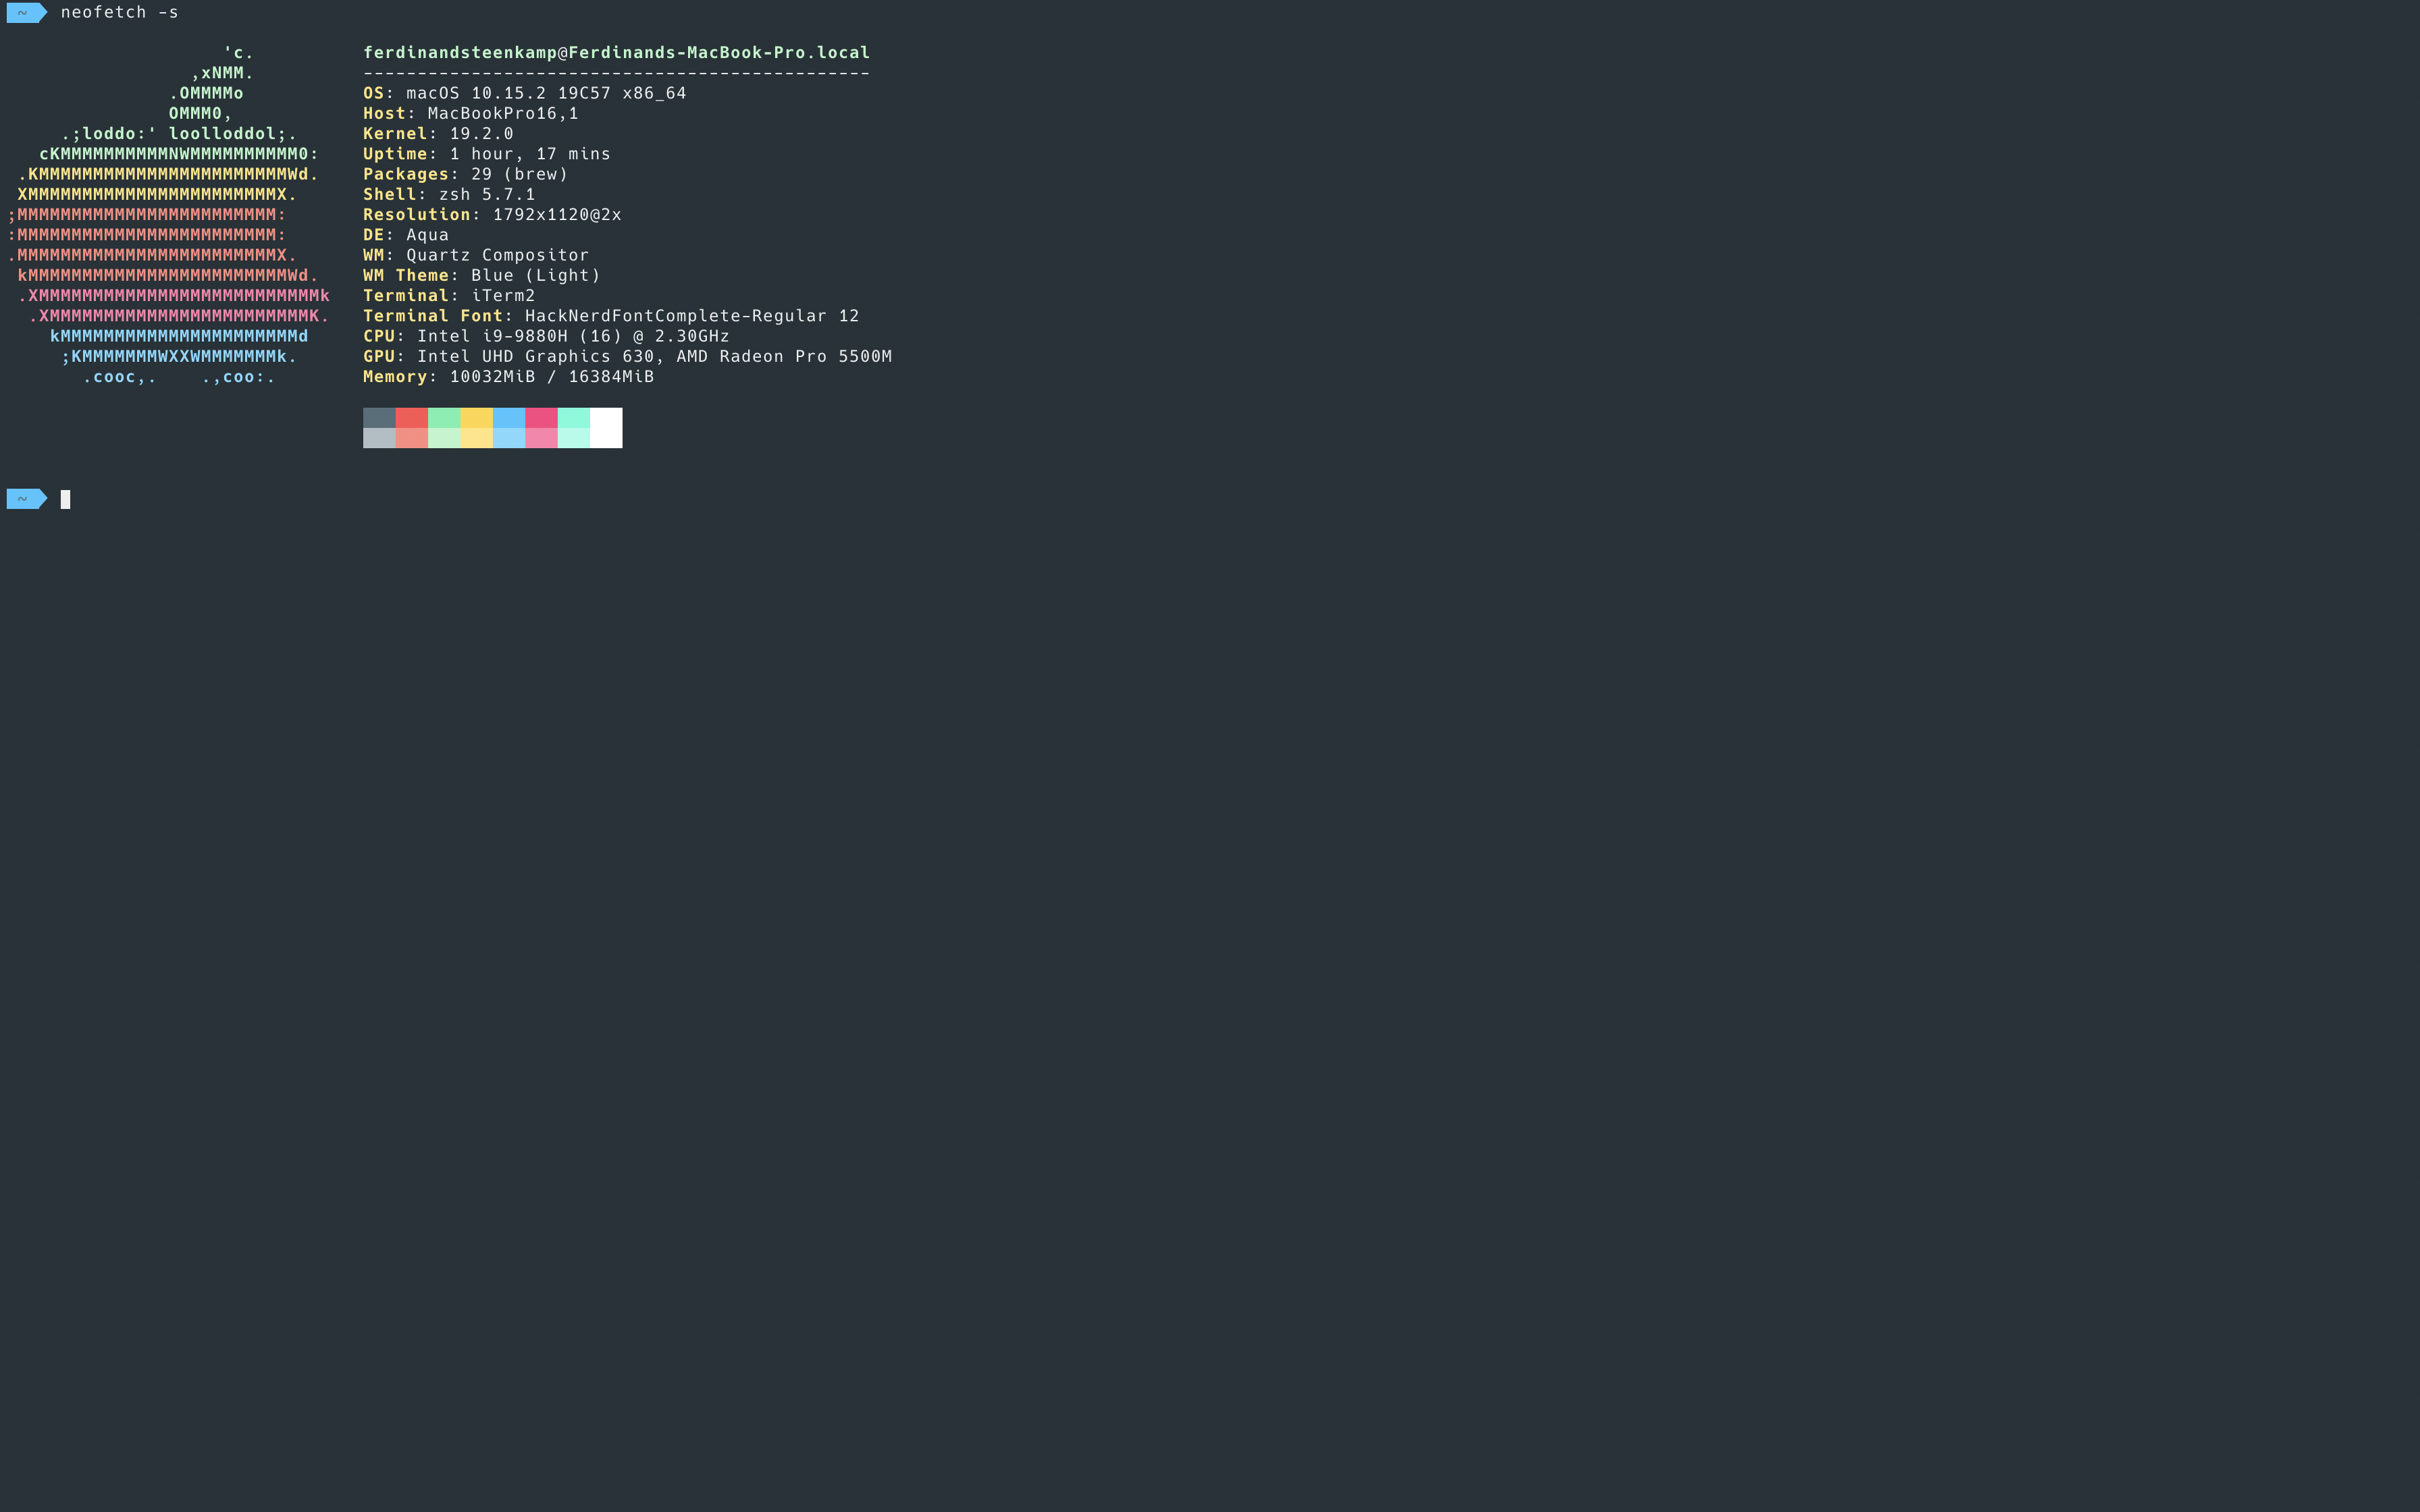 ~ neofetch -s
                    'c.          ferdinandsteenkamp@Ferdinands-MacBook-Pro.local
                 ,xNMM.          -----------------------------------------------
               .OMMMMo           OS: macOS 10.15.2 19C57 x86_64
               OMMM0,            Host: MacBookPro16,1
     .;loddo:' loolloddol;.      Kernel: 19.2.0
   cKMMMMMMMMMMNWMMMMMMMMMM0:    Uptime: 1 hour, 17 mins
 .KMMMMMMMMMMMMMMMMMMMMMMMWd.    Packages: 29 (brew)
 XMMMMMMMMMMMMMMMMMMMMMMMX.      Shell: zsh 5.7.1
;MMMMMMMMMMMMMMMMMMMMMMMM:       Resolution: 1792x1120@2x
:MMMMMMMMMMMMMMMMMMMMMMMM:       DE: Aqua
.MMMMMMMMMMMMMMMMMMMMMMMMX.      WM: Quartz Compositor
 kMMMMMMMMMMMMMMMMMMMMMMMMWd.    WM Theme: Blue (Light)
 .XMMMMMMMMMMMMMMMMMMMMMMMMMMk   Terminal: iTerm2
  .XMMMMMMMMMMMMMMMMMMMMMMMMK.   Terminal Font: HackNerdFontComplete-Regular 12
    kMMMMMMMMMMMMMMMMMMMMMMd     CPU: Intel i9-9880H (16) @ 2.30GHz
     ;KMMMMMMMWXXWMMMMMMMk.      GPU: Intel UHD Graphics 630, AMD Radeon Pro 5500M
       .cooc,.    .,coo:.        Memory: 10032MiB / 16384MiB
~